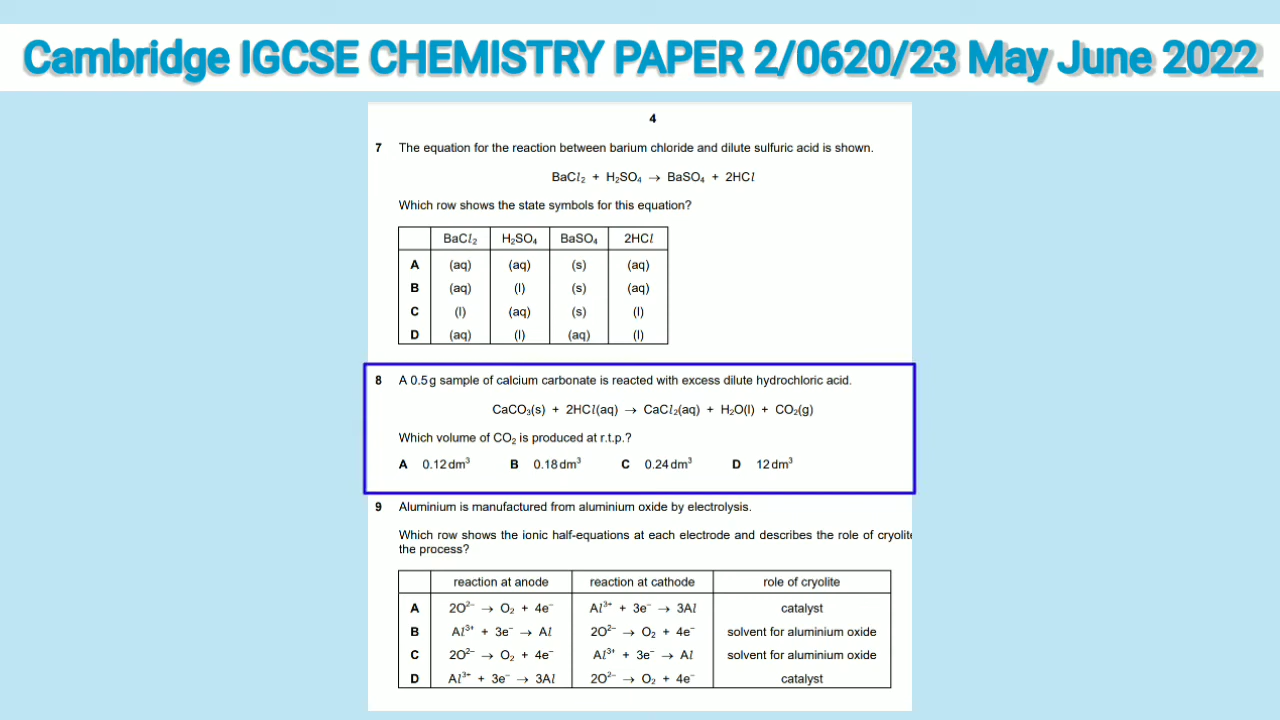 Cambridge IGCSE CHEMISTRY PAPER 2/0620/23 May June 2022
4
7 The equation for the reaction between barium chloride and dilute sulfuric acid is shown.
BaCl₂ + H₂SO₄ → BaSO₄ + 2HCl
Which row shows the state symbols for this equation?
BaCl₂ H₂SO₄ BaSO₄ 2HCl
A (aq) (aq) (s) (aq)
B (aq) (l) (s) (aq)
C (l) (aq) (s) (l)
D (aq) (l) (aq) (l)
8 A 0.5g sample of calcium carbonate is reacted with excess dilute hydrochloric acid.
CaCO₃(s) + 2HCl(aq) → CaCl₂(aq) + H₂O(l) + CO₂(g)
Which volume of CO₂ is produced at r.t.p.?
A 0.12dm³ B 0.18dm³ C 0.24dm³ D 12dm³
9 Aluminium is manufactured from aluminium oxide by electrolysis.
Which row shows the ionic half-equations at each electrode and describes the role of cryolite
the process?
reaction at anode reaction at cathode role of cryolite
A 2O²⁻ → O₂ + 4e⁻ Al³⁺ + 3e⁻ → 3Al catalyst
B Al³⁺ + 3e⁻ → Al 2O²⁻ → O₂ + 4e⁻ solvent for aluminium oxide
C 2O²⁻ → O₂ + 4e⁻ Al³⁺ + 3e⁻ → Al solvent for aluminium oxide
D Al³⁺ + 3e⁻ → 3Al 2O²⁻ → O₂ + 4e⁻ catalyst